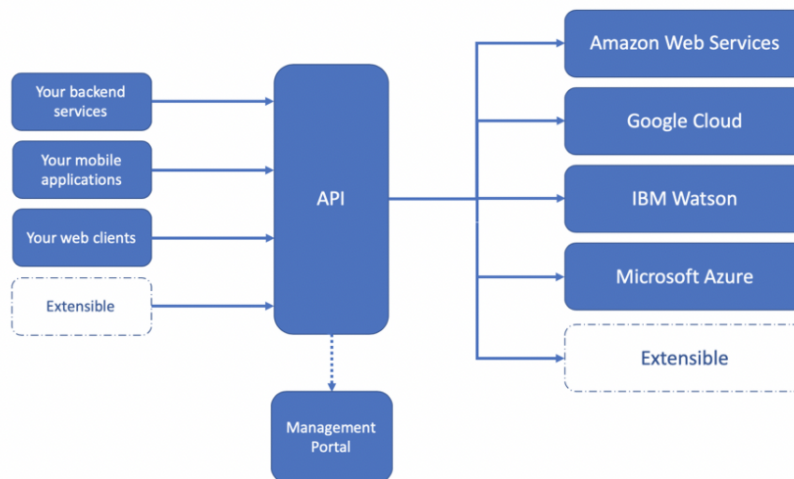 Your backend
services
Your mobile
applications
Your web clients
Extensible
API
Management
Portal
Amazon Web Services
Google Cloud
IBM Watson
Microsoft Azure
Extensible